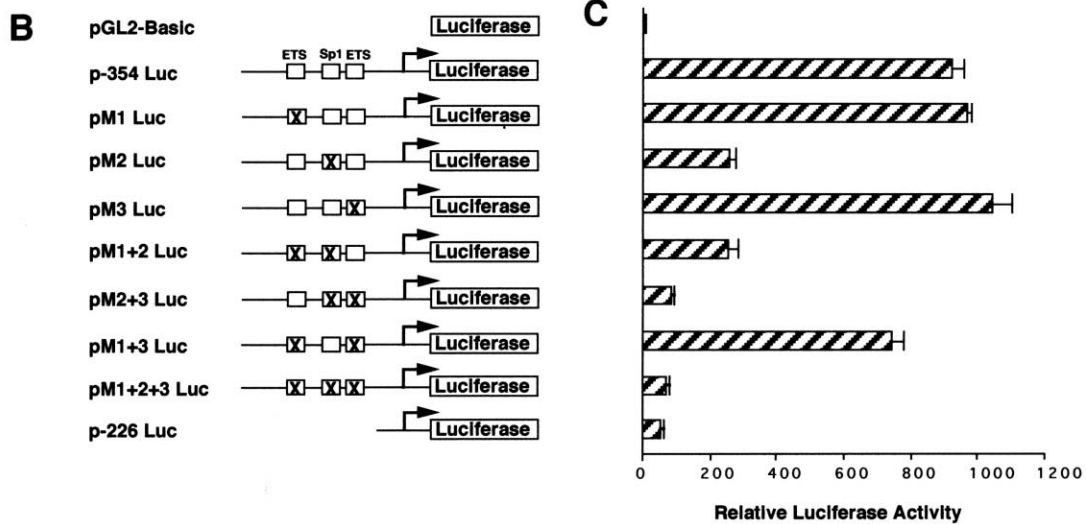 B
pGL2-Basic Luciferase
ETS Sp1 ETS
p-354 Luc Luciferase
pM1 Luc X Luciferase
pM2 Luc X Luciferase
pM3 Luc X Luciferase
pM1+2 Luc X X Luciferase
pM2+3 Luc X X Luciferase
pM1+3 Luc X X Luciferase
pM1+2+3 Luc X X X Luciferase
p-226 Luc Luciferase
C
0 200 400 600 800 1000 1200
Relative Luciferase Activity